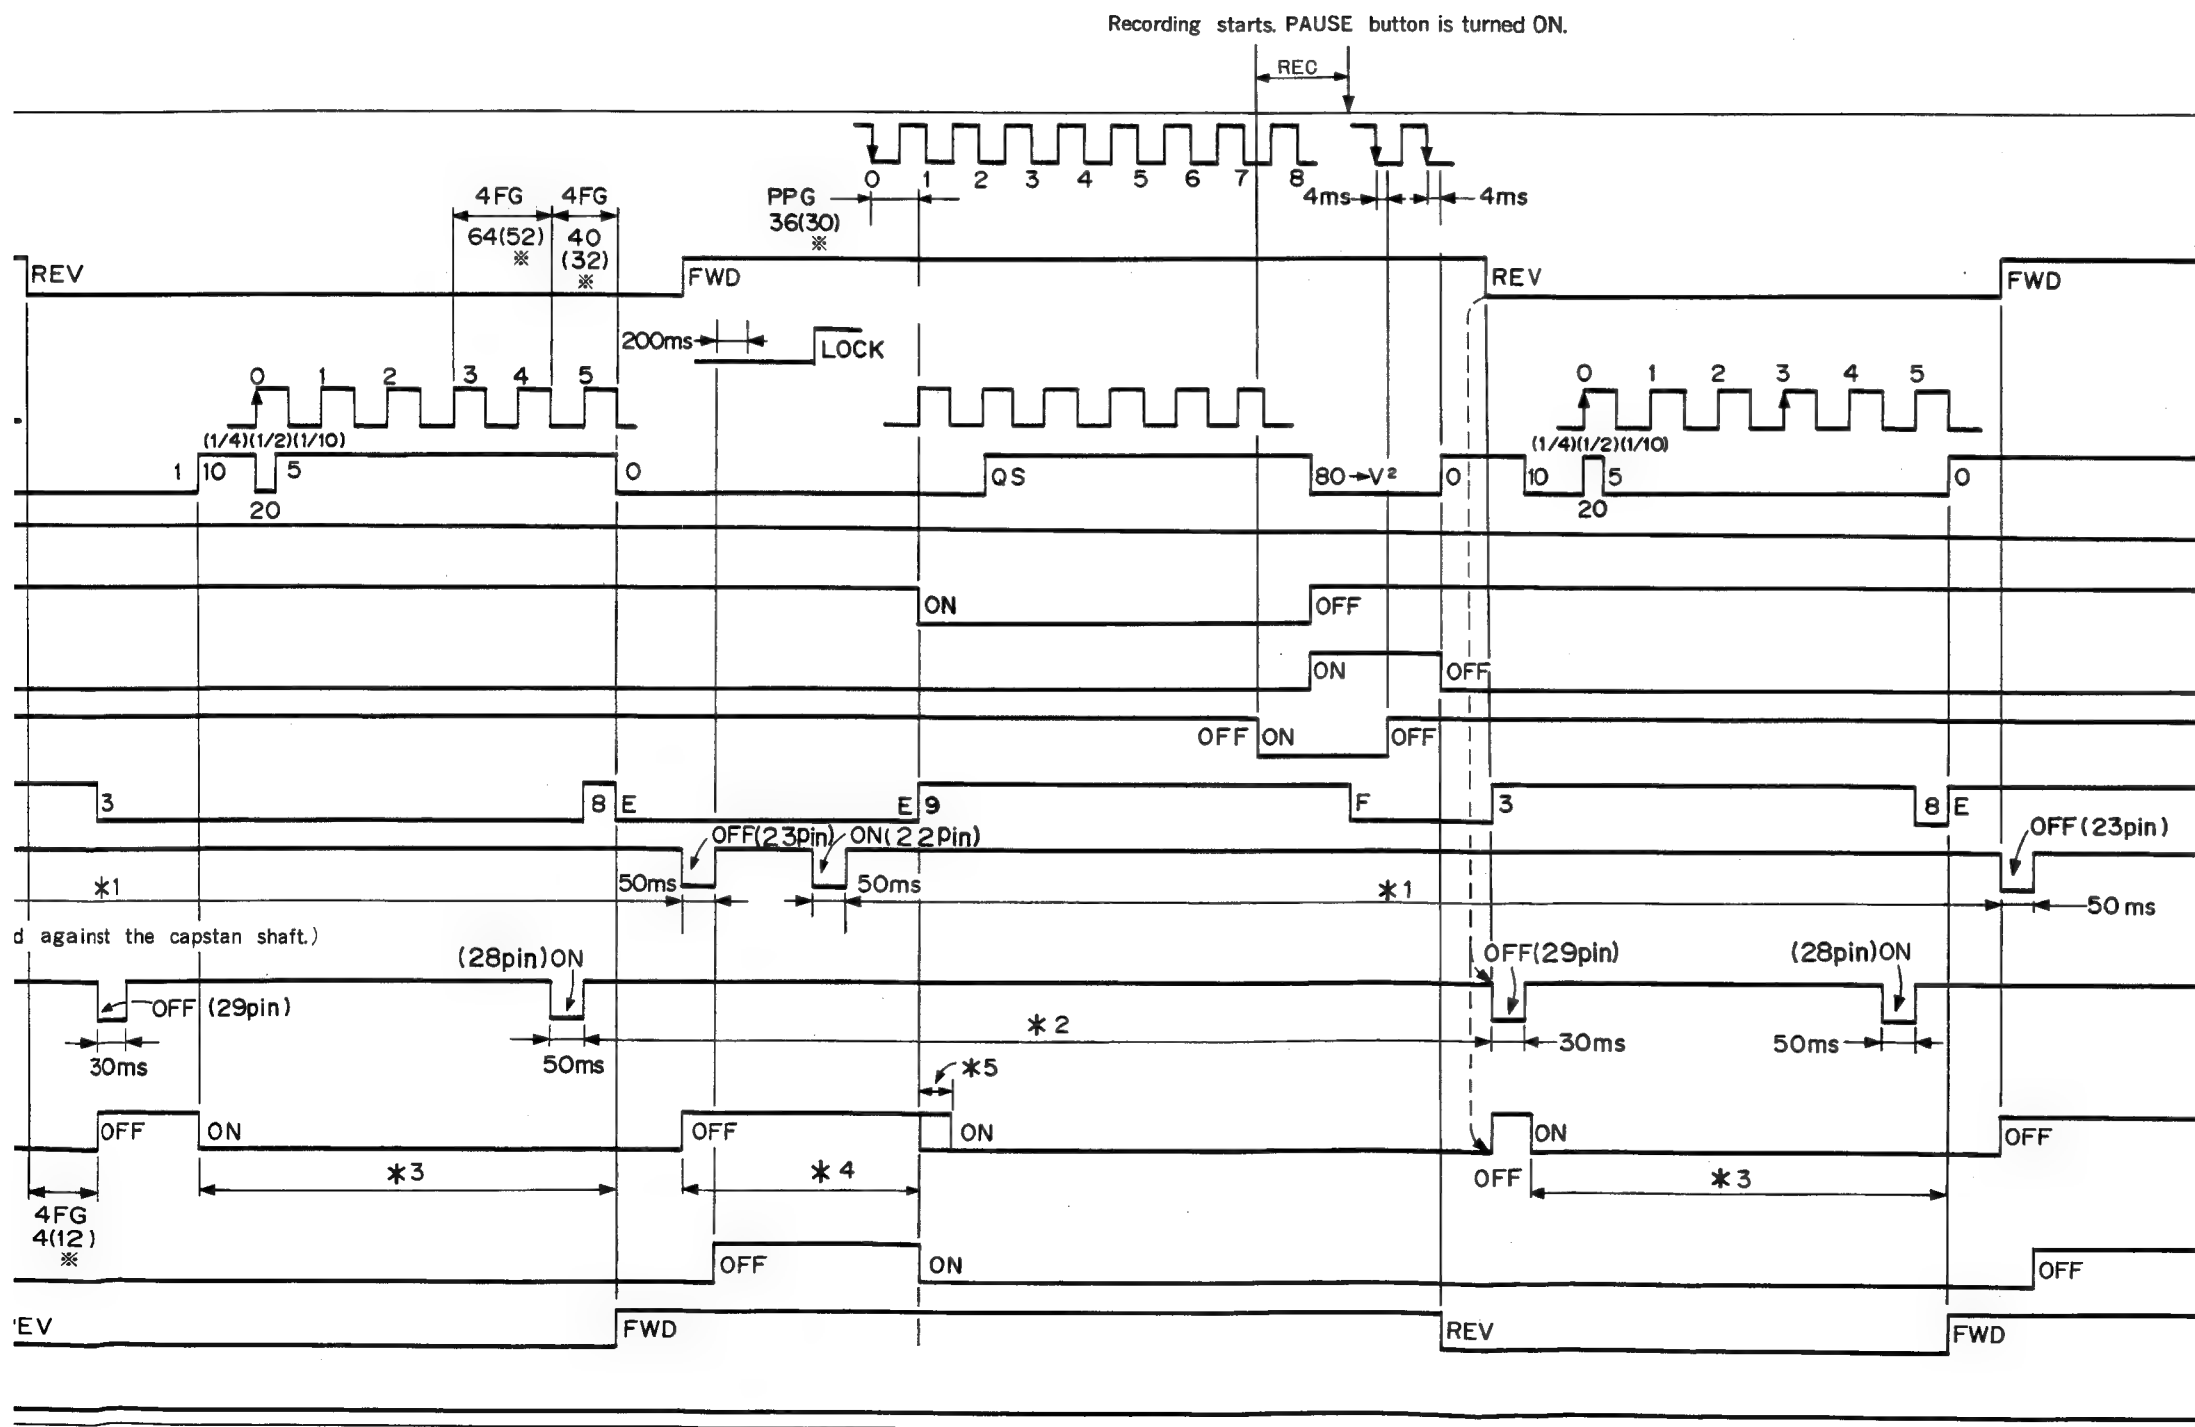 Recording starts. PAUSE button is turned ON.
REC
0 1 2 3 4 5 6 7 8
4FG 4FG PPG 4ms 4ms
64(52) 40 36(30)
※ (32) ※
※
REV FWD REV FWD
200ms LOCK
0 1 2 3 4 5 0 1 2 3 4 5
(1/4)(1/2)(1/10) (1/4)(1/2)(1/10)
1 10 5 0 QS 80→V² 0 10 5 0
20 20
ON OFF
ON OFF
OFF ON OFF
3 8 E E 9 F 3 8 E
OFF(23pin) ON(22pin) OFF(23pin)
*1 50ms 50ms *1 50ms
d against the capstan shaft.)
(28pin)ON OFF(29pin) (28pin)ON
OFF(29pin)
*2
30ms 50ms 30ms 50ms
*5
OFF ON OFF ON ON OFF
OFF
*3 *4 *3
4FG
4(12)
※
OFF ON OFF
EV FWD REV FWD